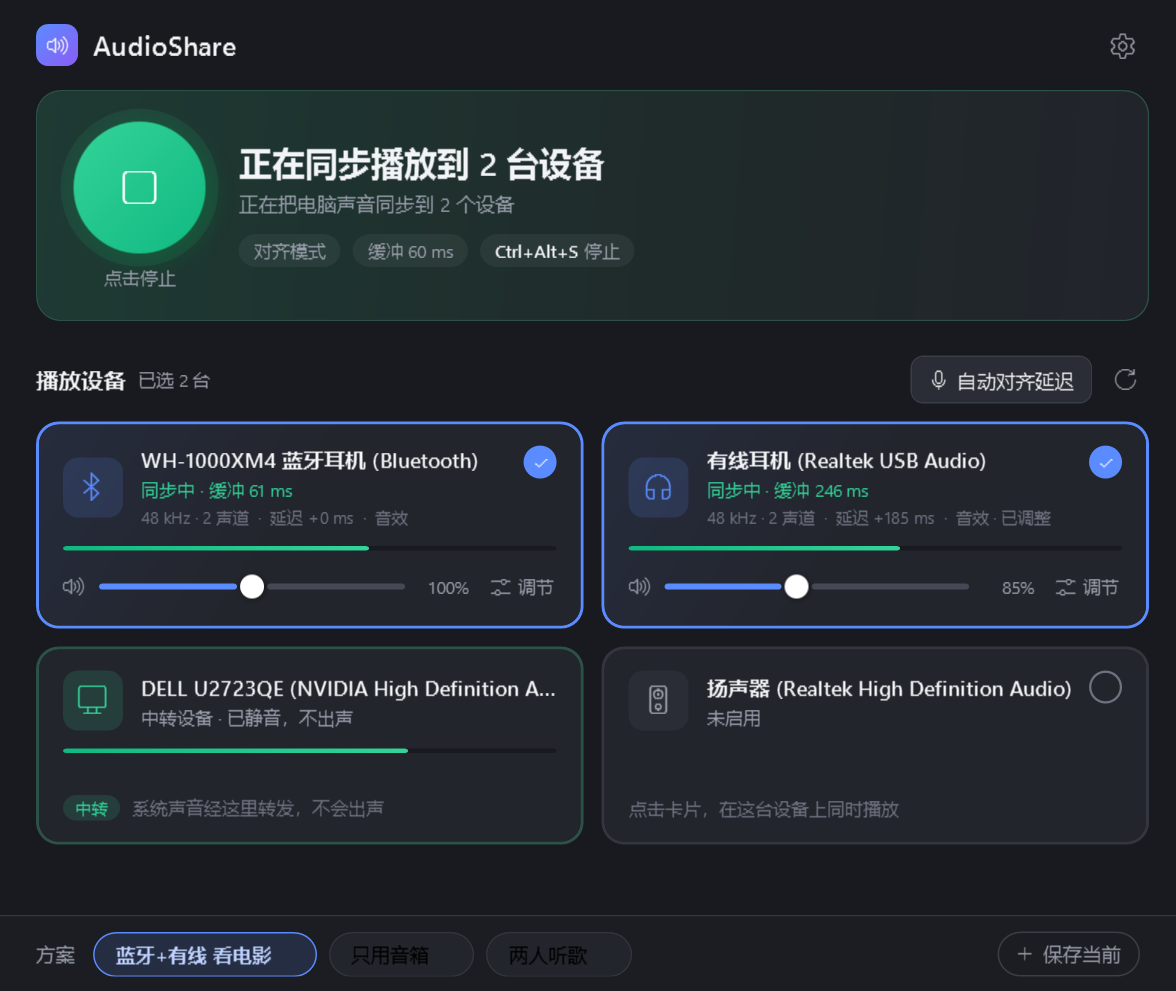 AudioShare
正在同步播放到 2 台设备
正在把电脑声音同步到 2 个设备
对齐模式 缓冲 60 ms Ctrl+Alt+S 停止
点击停止
播放设备 已选 2 台 自动对齐延迟
WH-1000XM4 蓝牙耳机 (Bluetooth)
同步中 · 缓冲 61 ms
48 kHz · 2 声道 · 延迟 +0 ms · 音效
100% 调节
有线耳机 (Realtek USB Audio)
同步中 · 缓冲 246 ms
48 kHz · 2 声道 · 延迟 +185 ms · 音效 · 已调整
85% 调节
DELL U2723QE (NVIDIA High Definition A...
中转设备 · 已静音，不出声
中转 系统声音经这里转发，不会出声
扬声器 (Realtek High Definition Audio)
未启用
点击卡片，在这台设备上同时播放
方案 蓝牙+有线 看电影 只用音箱 两人听歌 保存当前